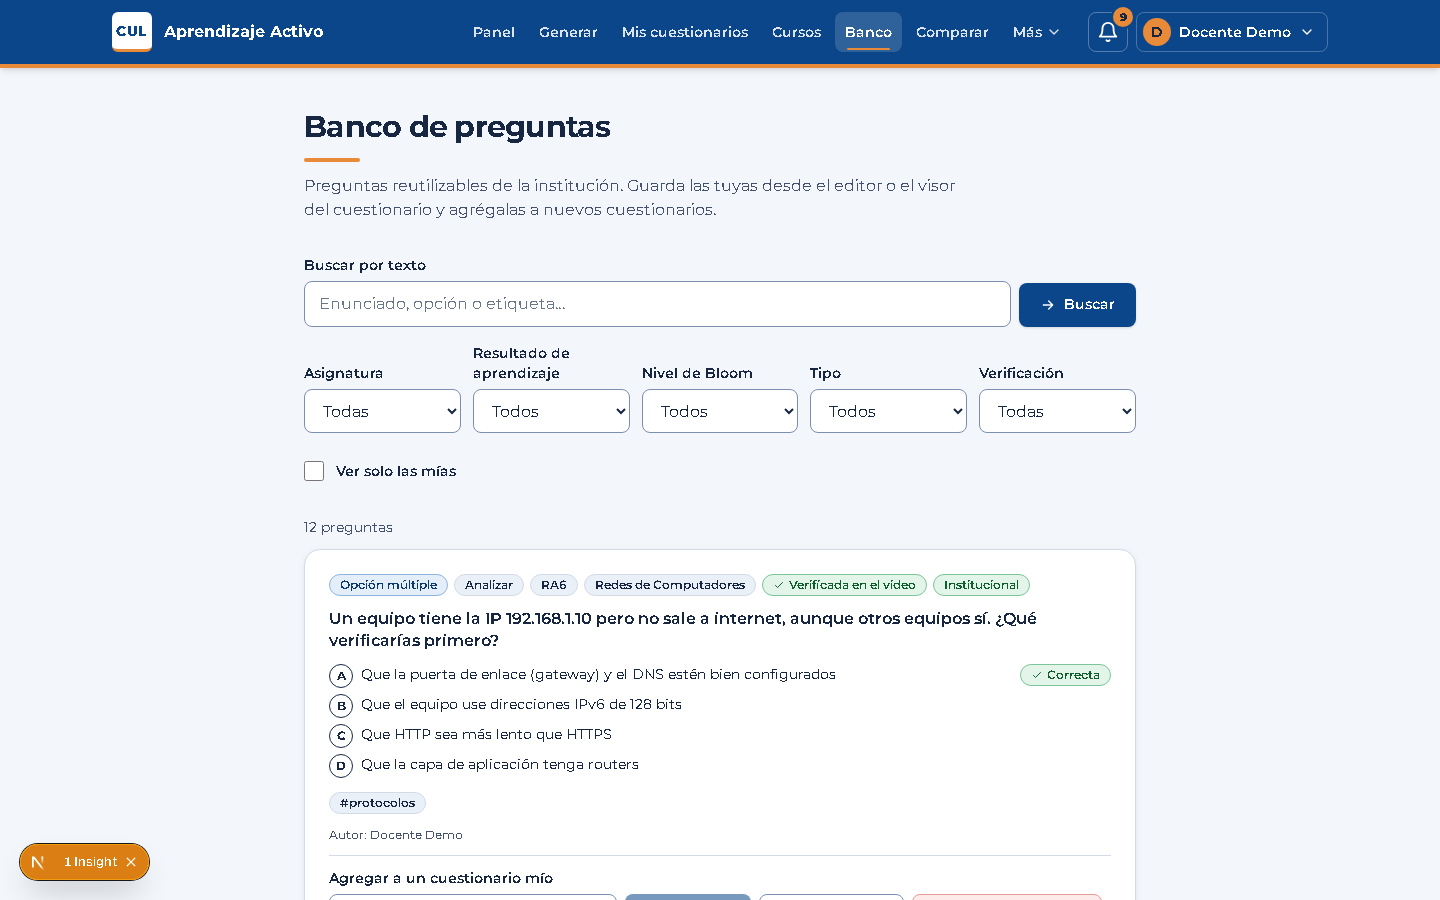 CUL Aprendizaje Activo Panel Generar Mis cuestionarios Cursos Banco Comparar Más 9 D Docente Demo
Banco de preguntas
Preguntas reutilizables de la institución. Guarda las tuyas desde el editor o el visor
del cuestionario y agrégalas a nuevos cuestionarios.
Buscar por texto
Enunciado, opción o etiqueta... → Buscar
Asignatura
Todas
Resultado de
aprendizaje
Todos
Nivel de Bloom
Todos
Tipo
Todos
Verificación
Todas
Ver solo las mías
12 preguntas
Opción múltiple Analizar RA6 Redes de Computadores ✓ Verificada en el video Institucional
Un equipo tiene la IP 192.168.1.10 pero no sale a internet, aunque otros equipos sí. ¿Qué
verificarías primero?
A Que la puerta de enlace (gateway) y el DNS estén bien configurados ✓ Correcta
B Que el equipo use direcciones IPv6 de 128 bits
C Que HTTP sea más lento que HTTPS
D Que la capa de aplicación tenga routers
#protocolos
Autor: Docente Demo
Agregar a un cuestionario mío
N 1 Insight ×